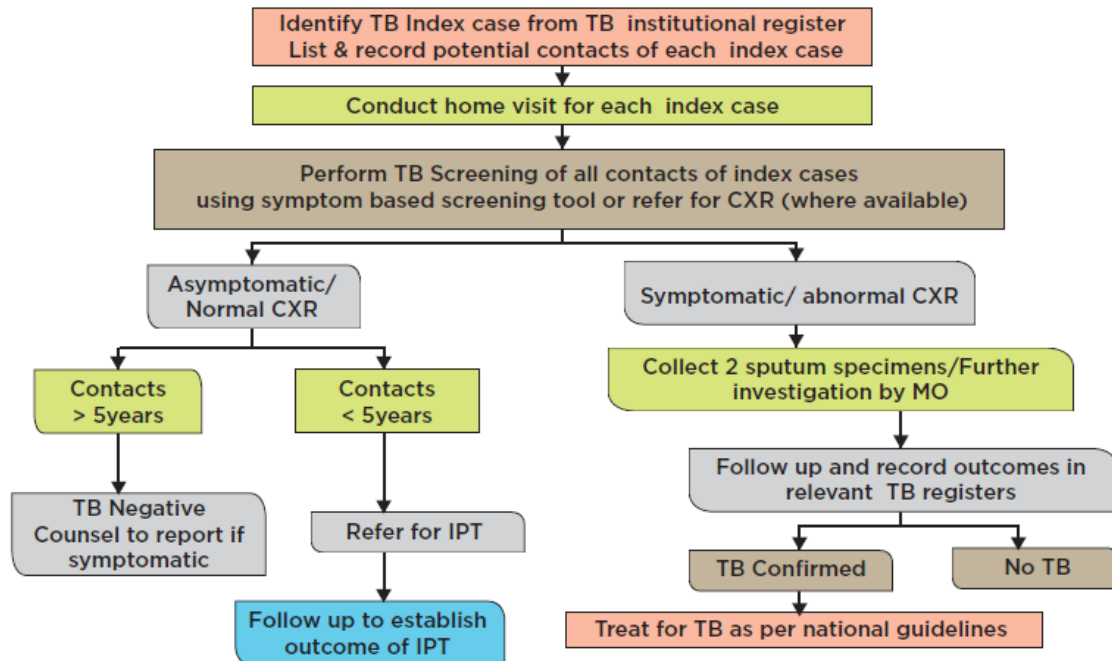 Identify TB Index case from TB institutional register
List & record potential contacts of each index case
Conduct home visit for each index case
Perform TB Screening of all contacts of index cases
using symptom based screening tool or refer for CXR (where available)
Asymptomatic/
Normal CXR
Symptomatic/ abnormal CXR
Contacts
> 5years
Contacts
< 5years
Collect 2 sputum specimens/Further
investigation by MO
TB Negative
Counsel to report if
symptomatic
Refer for IPT
Follow up and record outcomes in
relevant TB registers
TB Confirmed
No TB
Follow up to establish
outcome of IPT
Treat for TB as per national guidelines